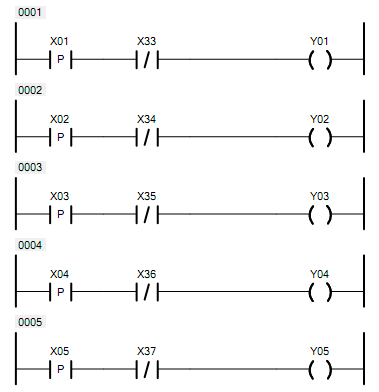 0001
X01 X33 Y01
P
0002
X02 X34 Y02
P
0003
X03 X35 Y03
P
0004
X04 X36 Y04
P
0005
X05 X37 Y05
P